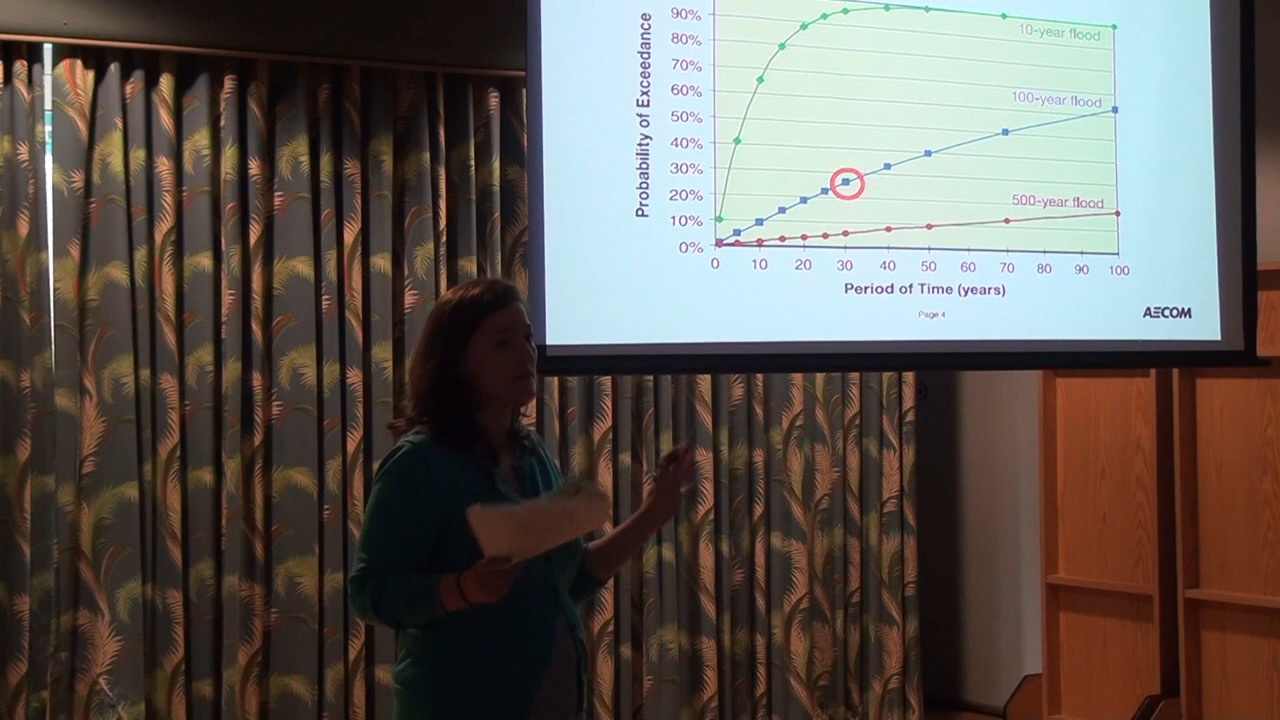 Probability of Exceedance
90%
80%
70%
60%
50%
40%
30%
20%
10%
0%
10-year flood
100-year flood
500-year flood
0 10 20 30 40 50 60 70 80 90 100
Period of Time (years)
Page 4
AECOM